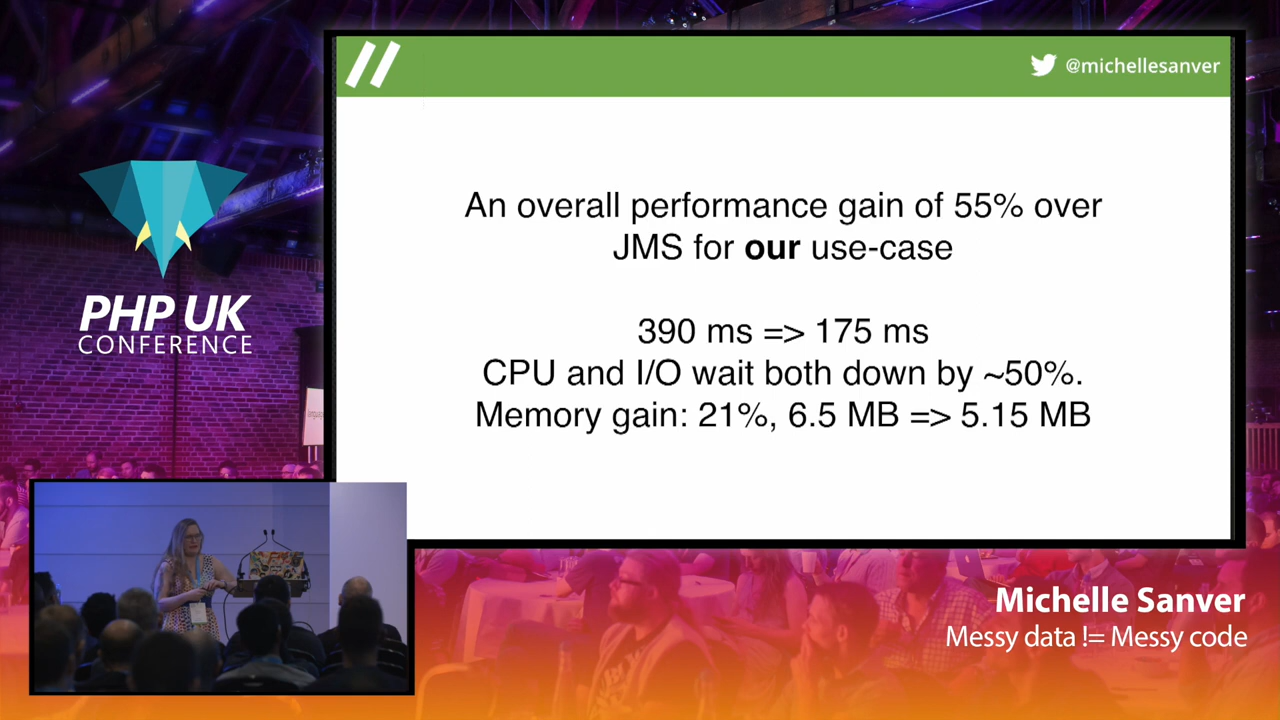 @michellesanver
An overall performance gain of 55% over
JMS for our use-case
390 ms => 175 ms
CPU and I/O wait both down by ~50%.
Memory gain: 21%, 6.5 MB => 5.15 MB
PHP UK
CONFERENCE
Michelle Sanver
Messy data != Messy code